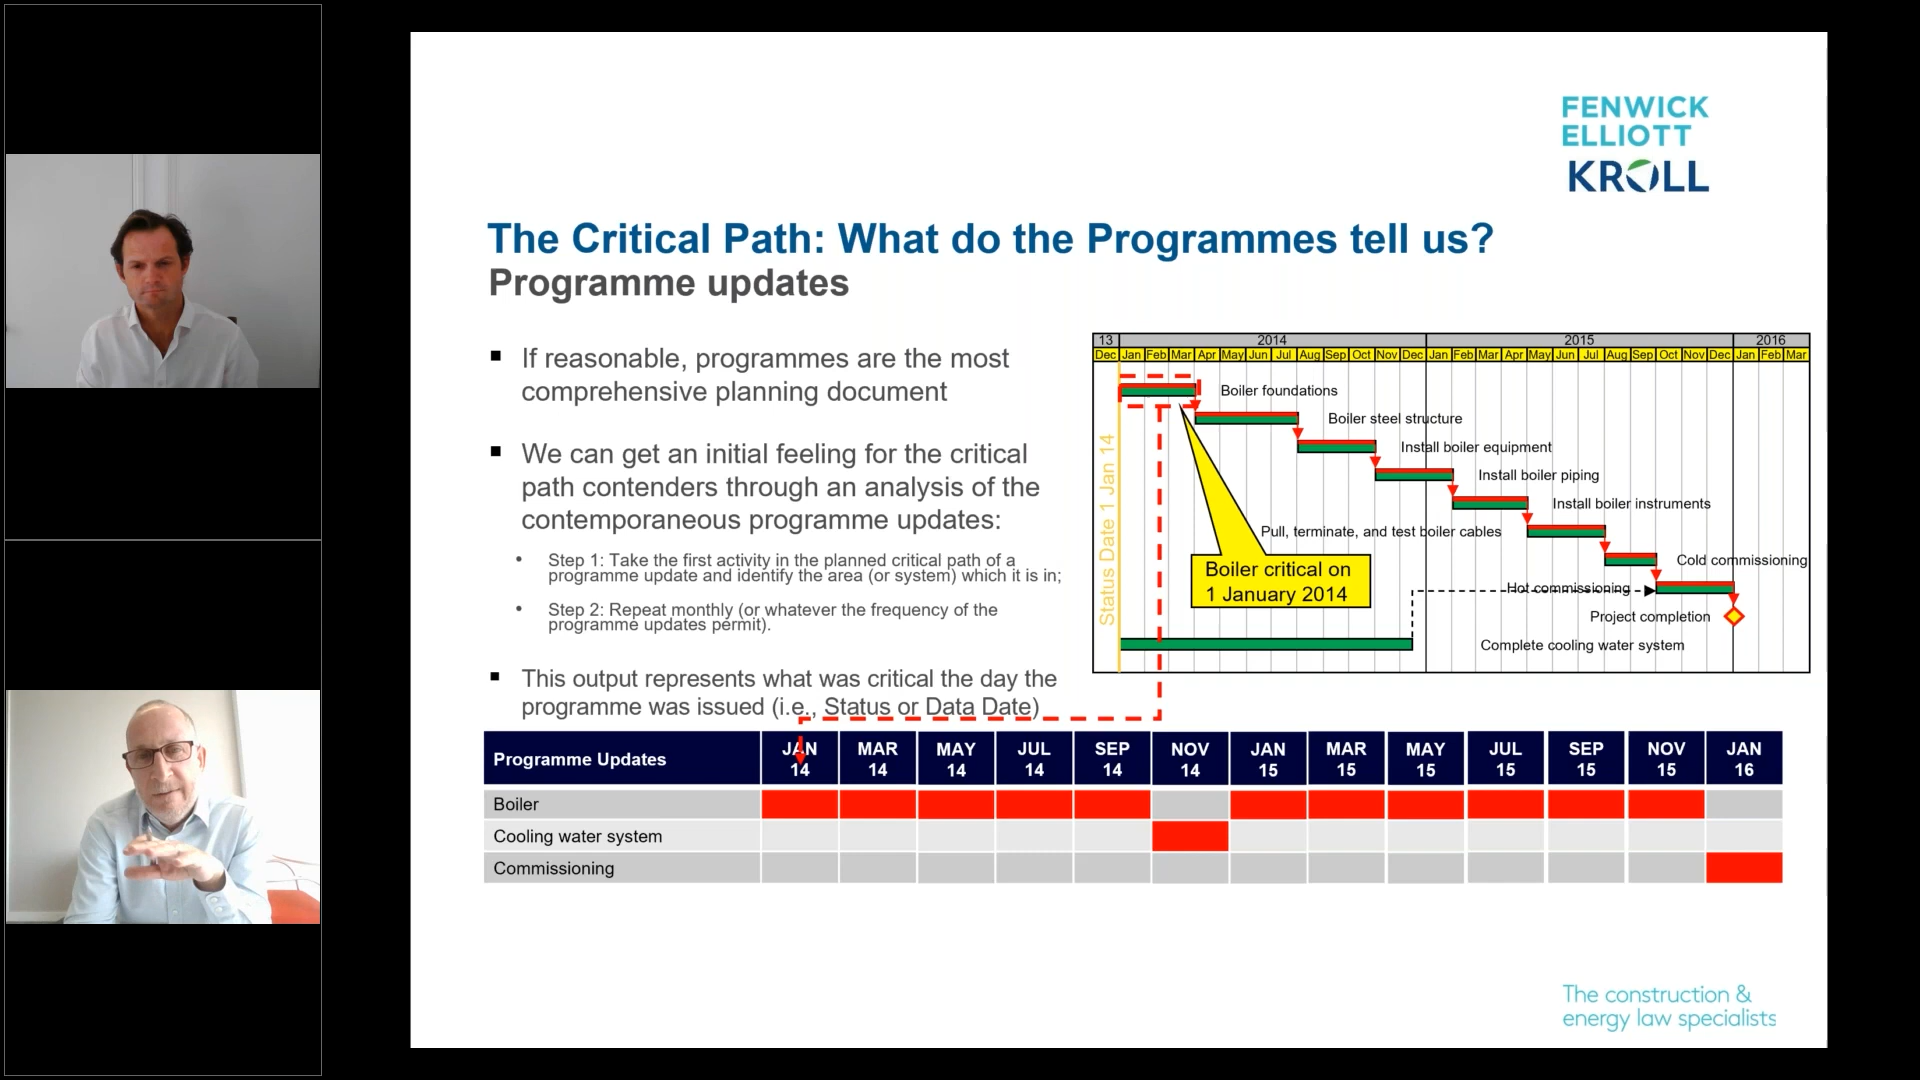 FENWICK
ELLIOTT
KROLL
The Critical Path: What do the Programmes tell us?
Programme updates
▪ If reasonable, programmes are the most
comprehensive planning document
▪ We can get an initial feeling for the critical
path contenders through an analysis of the
contemporaneous programme updates:
• Step 1: Take the first activity in the planned critical path of a
programme update and identify the area (or system) which it is in;
• Step 2: Repeat monthly (or whatever the frequency of the
programme updates permit).
▪ This output represents what was critical the day the
programme was issued (i.e., Status or Data Date)
13 2014 2015 2016
Dec Jan Feb Mar Apr May Jun Jul Aug Sep Oct Nov Dec Jan Feb Mar Apr May Jun Jul Aug Sep Oct Nov Dec Jan Feb Mar
Status Date 1 Jan 14
Boiler foundations
Boiler steel structure
Install boiler equipment
Install boiler piping
Install boiler instruments
Pull, terminate, and test boiler cables
Cold commissioning
Boiler critical on
1 January 2014
Hot commissioning
Project completion
Complete cooling water system
Programme Updates JAN 14 MAR 14 MAY 14 JUL 14 SEP 14 NOV 14 JAN 15 MAR 15 MAY 15 JUL 15 SEP 15 NOV 15 JAN 16
Boiler
Cooling water system
Commissioning
The construction &
energy law specialists